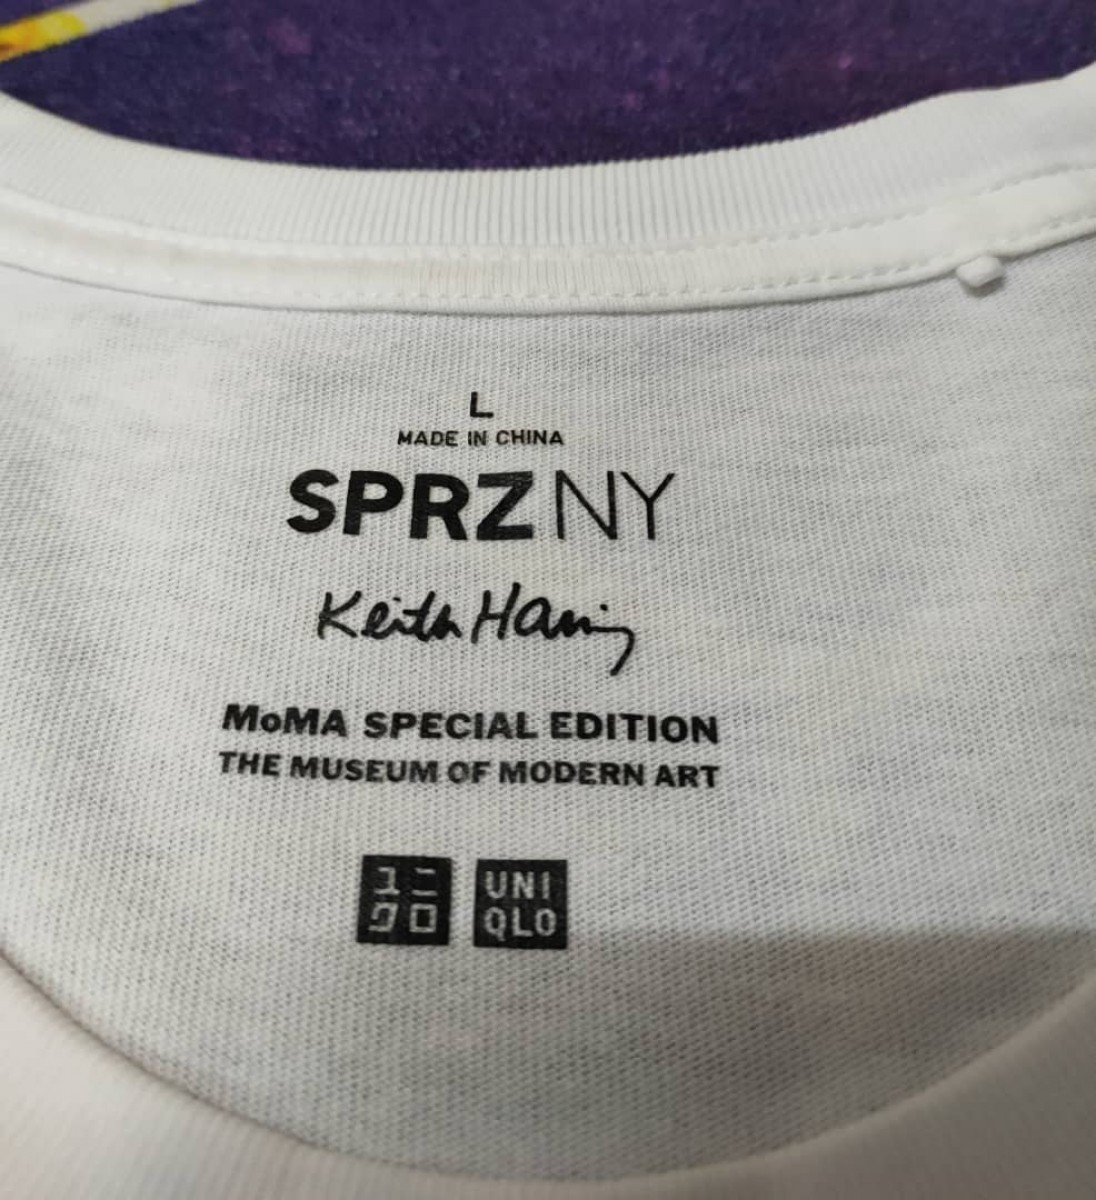 L
MADE IN CHINA
SPRZ NY
Keith Haring
MoMA SPECIAL EDITION
THE MUSEUM OF MODERN ART
ユニ
クロ
UNI
QLO